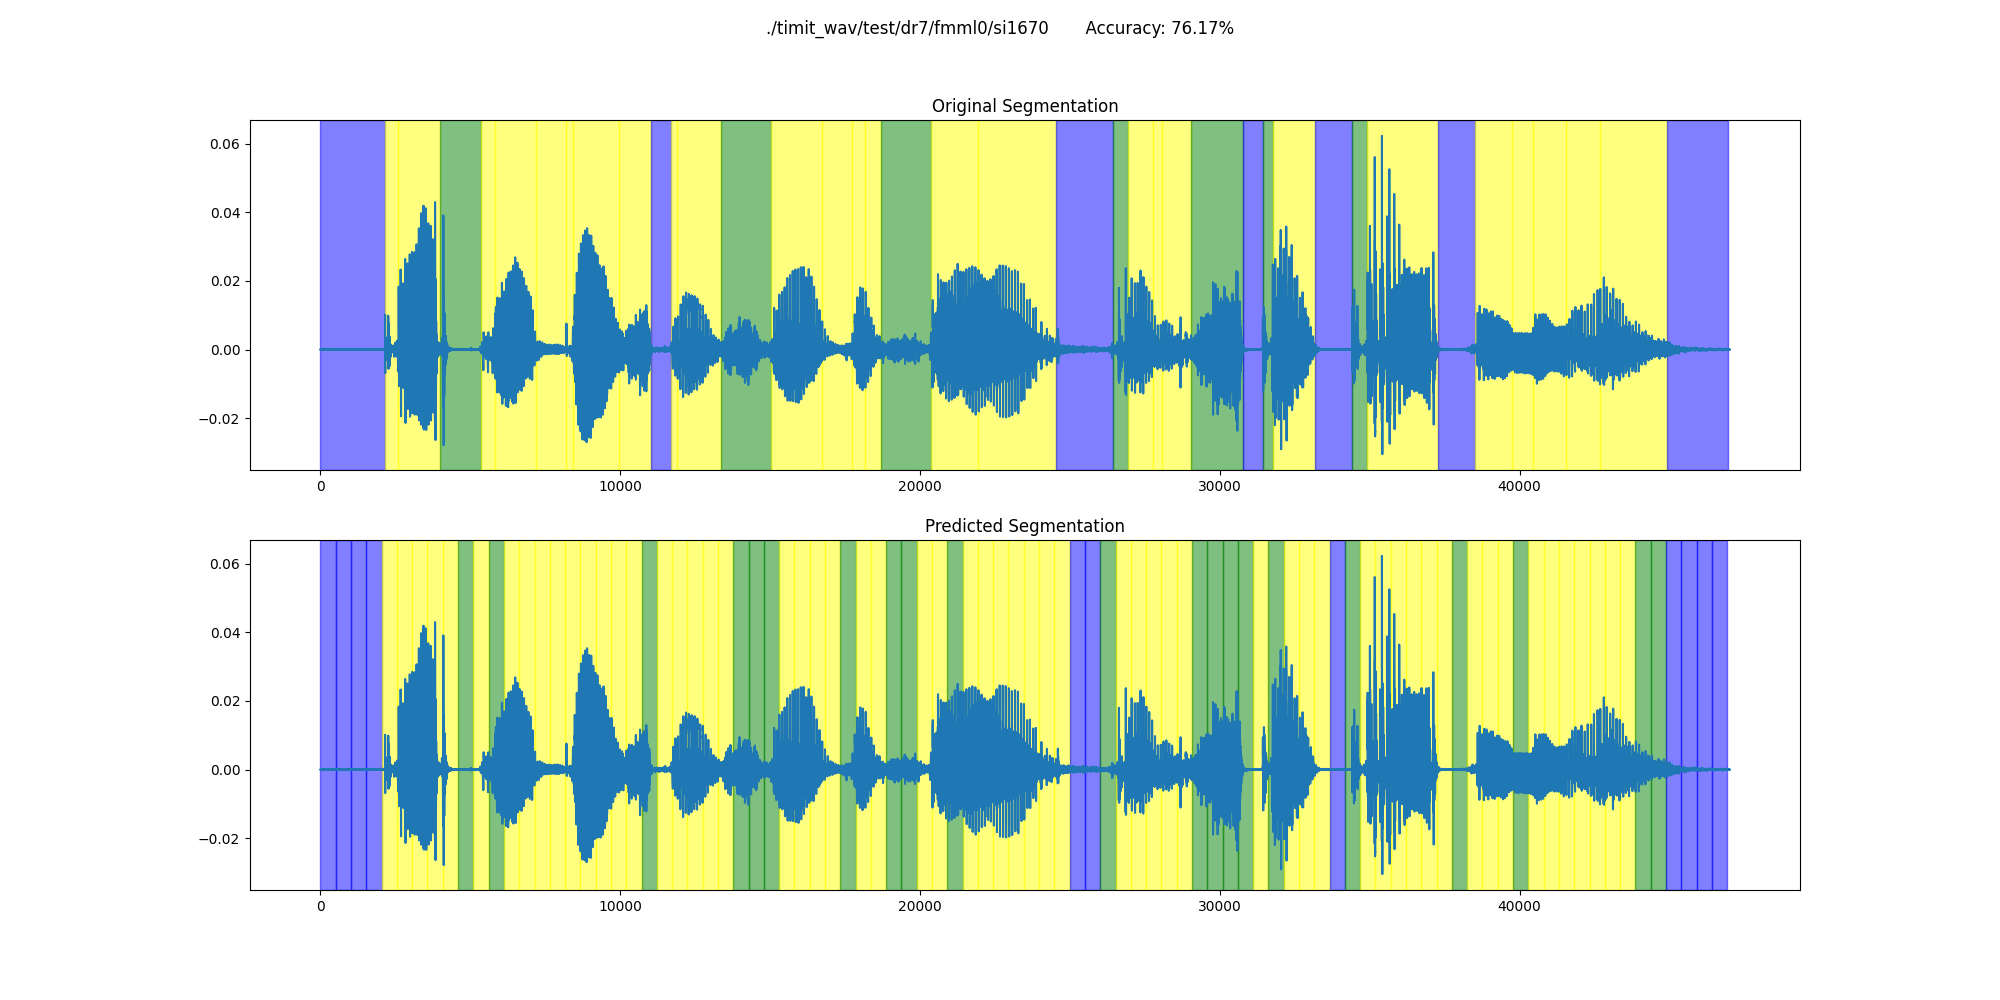 ./timit_wav/test/dr7/fmml0/si1670 Accuracy: 76.17%
Original Segmentation
0.06
0.04
0.02
0.00
−0.02
0 10000 20000 30000 40000
Predicted Segmentation
0.06
0.04
0.02
0.00
−0.02
0 10000 20000 30000 40000